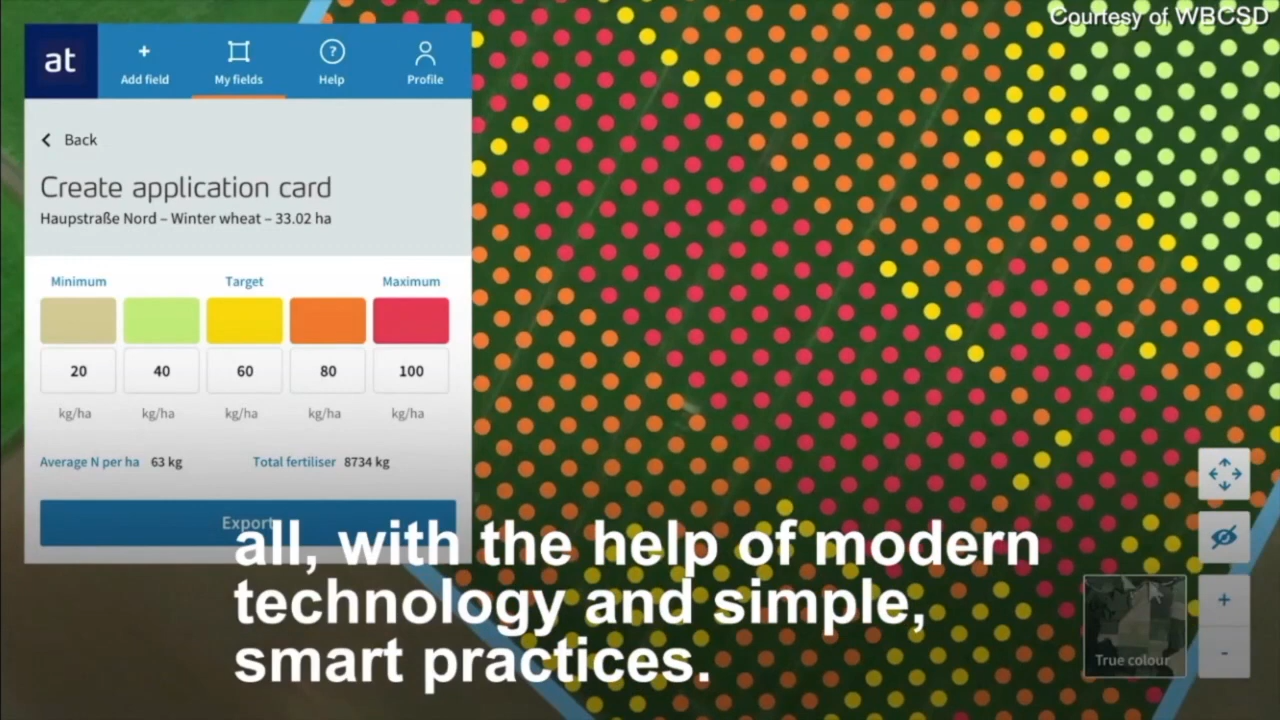 Courtesy of WBCSD
at
Add field
My fields
Help
Profile
Back
Create application card
Haupstraße Nord – Winter wheat – 33.02 ha
Minimum Target Maximum
20 40 60 80 100
kg/ha kg/ha kg/ha kg/ha kg/ha
Average N per ha 63 kg Total fertiliser 8734 kg
Export
all, with the help of modern
technology and simple,
smart practices.
True colour
+
-